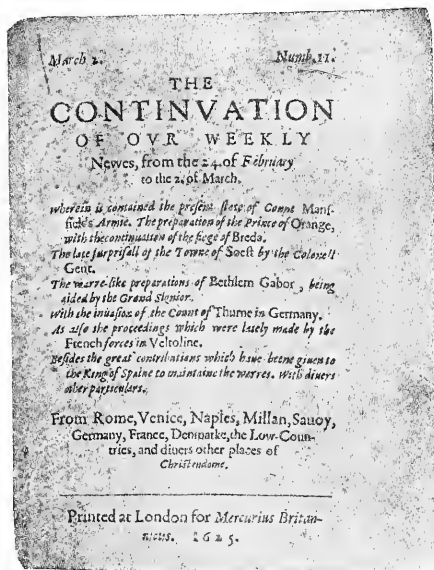 March 2. Numb. 11.
THE
CONTINVATION
OF OVR WEEKLY
Newes, from the 24. of February
to the 2. of March.
Wherein is contained the present state of Count Mans-
field's Armie. The preparation of the Prince of Orange,
with the continuation of the siege of Breda.
The late surprisall of the Towne of Soest by the Colonell
Gent.
The warre-like preparations of Bethlem Gabor, being
aided by the Grand Signior.
With the inuasion of the Count of Thurne in Germany.
As also the proceedings which were lately made by the
French forces in Veltoline.
Besides the great contributions which haue beene giuen to
the King of Spaine to maintaine the warres. With diuers
other particulars.
From Rome, Venice, Naples, Millan, Sauoy,
Germany, France, Denmarke, the Low-Coun-
tries, and diuers other places of
Christendome.
Printed at London for Mercurius Britan-
nicus. 1625.